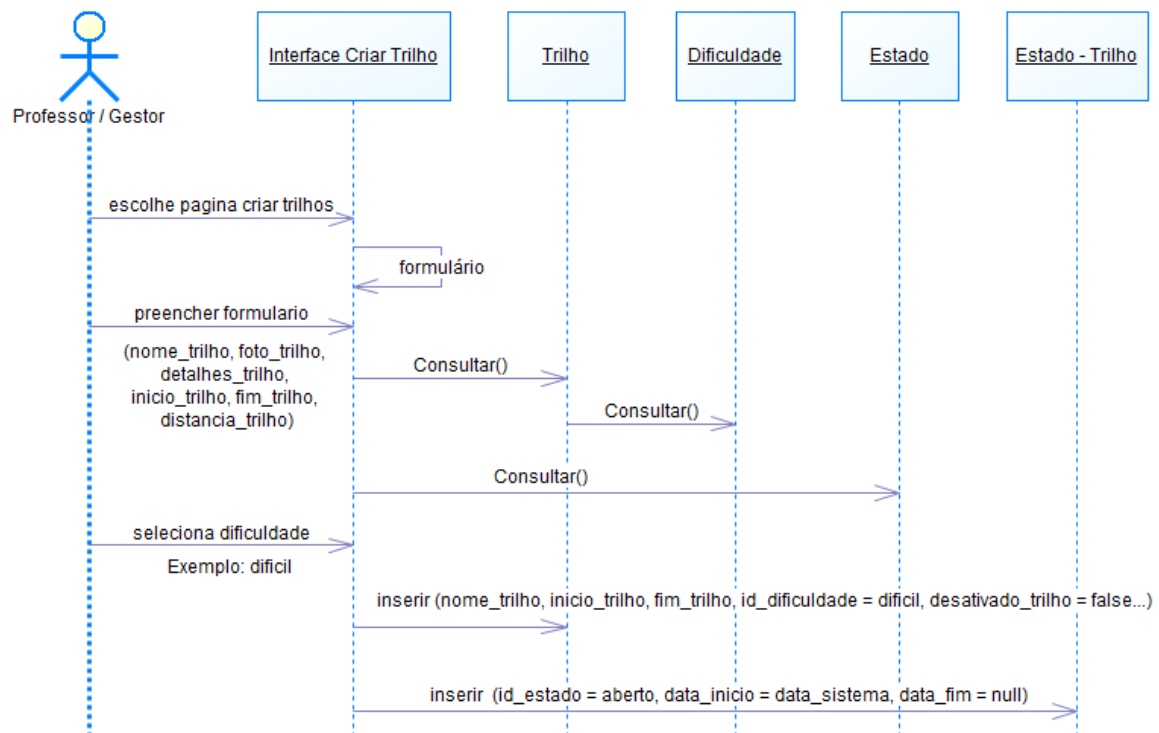 Interface Criar Trilho
Trilho
Dificuldade
Estado
Estado - Trilho
Professor / Gestor
escolhe pagina criar trilhos
formulário
preencher formulario
(nome_trilho, foto_trilho,
detalhes_trilho,
inicio_trilho, fim_trilho,
distancia_trilho)
Consultar()
Consultar()
Consultar()
seleciona dificuldade
Exemplo: dificil
inserir (nome_trilho, inicio_trilho, fim_trilho, id_dificuldade = dificil, desativado_trilho = false...)
inserir (id_estado = aberto, data_inicio = data_sistema, data_fim = null)